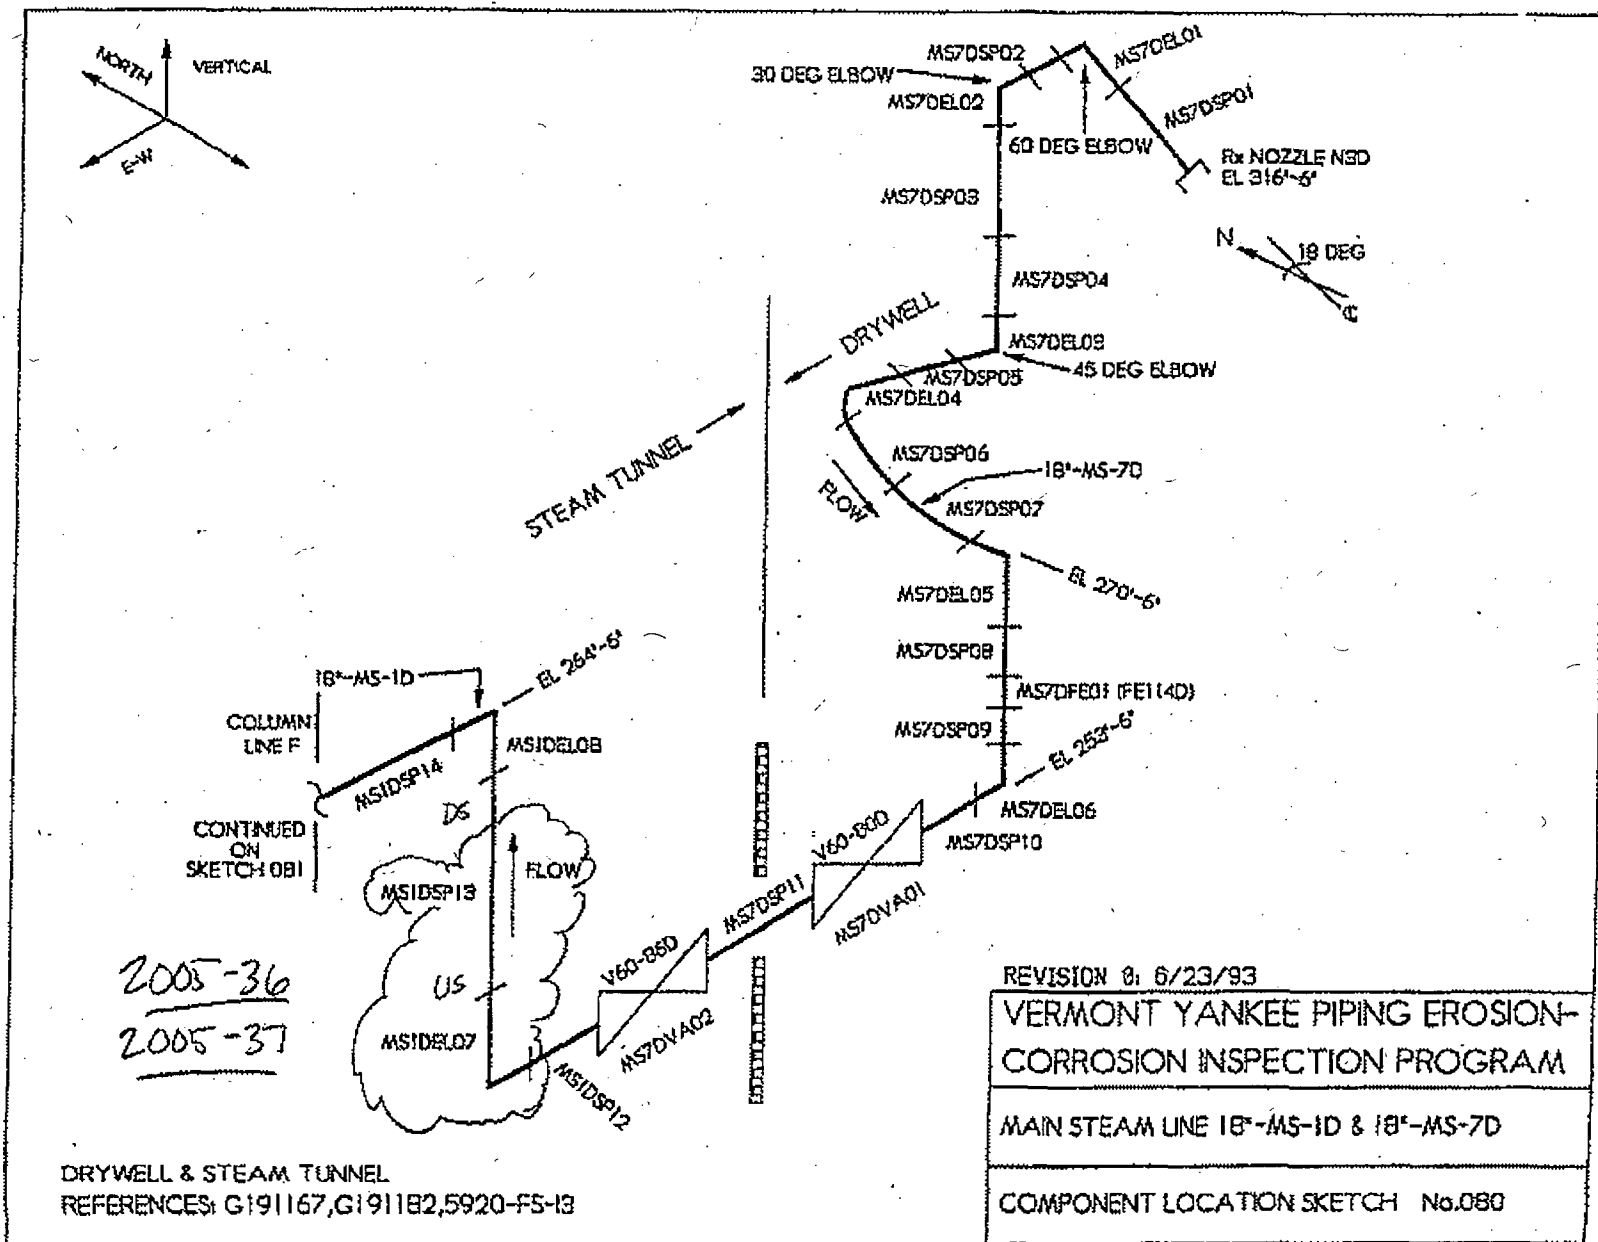 NORTH
VERTICAL
E-W
MS7DSP02
MS7DEL01
30 DEG ELBOW
MS7DEL02
MS7DSP01
60 DEG ELBOW
Rx NOZZLE N3D
EL 316'-6"
MS7DSP03
N
18 DEG
MS7DSP04
DRYWELL
MS7DEL03
45 DEG ELBOW
MS7DSP05
MS7DEL04
STEAM TUNNEL
MS7DSP06
18"-MS-7D
FLOW
MS7DSP07
EL 270'-6"
MS7DEL05
MS7DSP08
18"-MS-1D
EL 264'-6"
MS7DFE01 (FE114D)
COLUMN
LINE F
MS1DEL08
MS7DSP09
EL 253'-6"
MS1DSP14
DS
MS7DEL06
CONTINUED
ON
SKETCH 081
V60-80D
MS7DSP10
FLOW
MS1DSP13
MS7DSP11
MS7DVA01
2005-36
US
V60-86D
2005-37
MS1DEL07
MS7DVA02
MS1DSP12
REVISION 0: 6/23/93
VERMONT YANKEE PIPING EROSION-
CORROSION INSPECTION PROGRAM
MAIN STEAM LINE 18"-MS-1D & 18"-MS-7D
DRYWELL & STEAM TUNNEL
REFERENCES: G191167,G191182,5920-FS-13
COMPONENT LOCATION SKETCH No.080